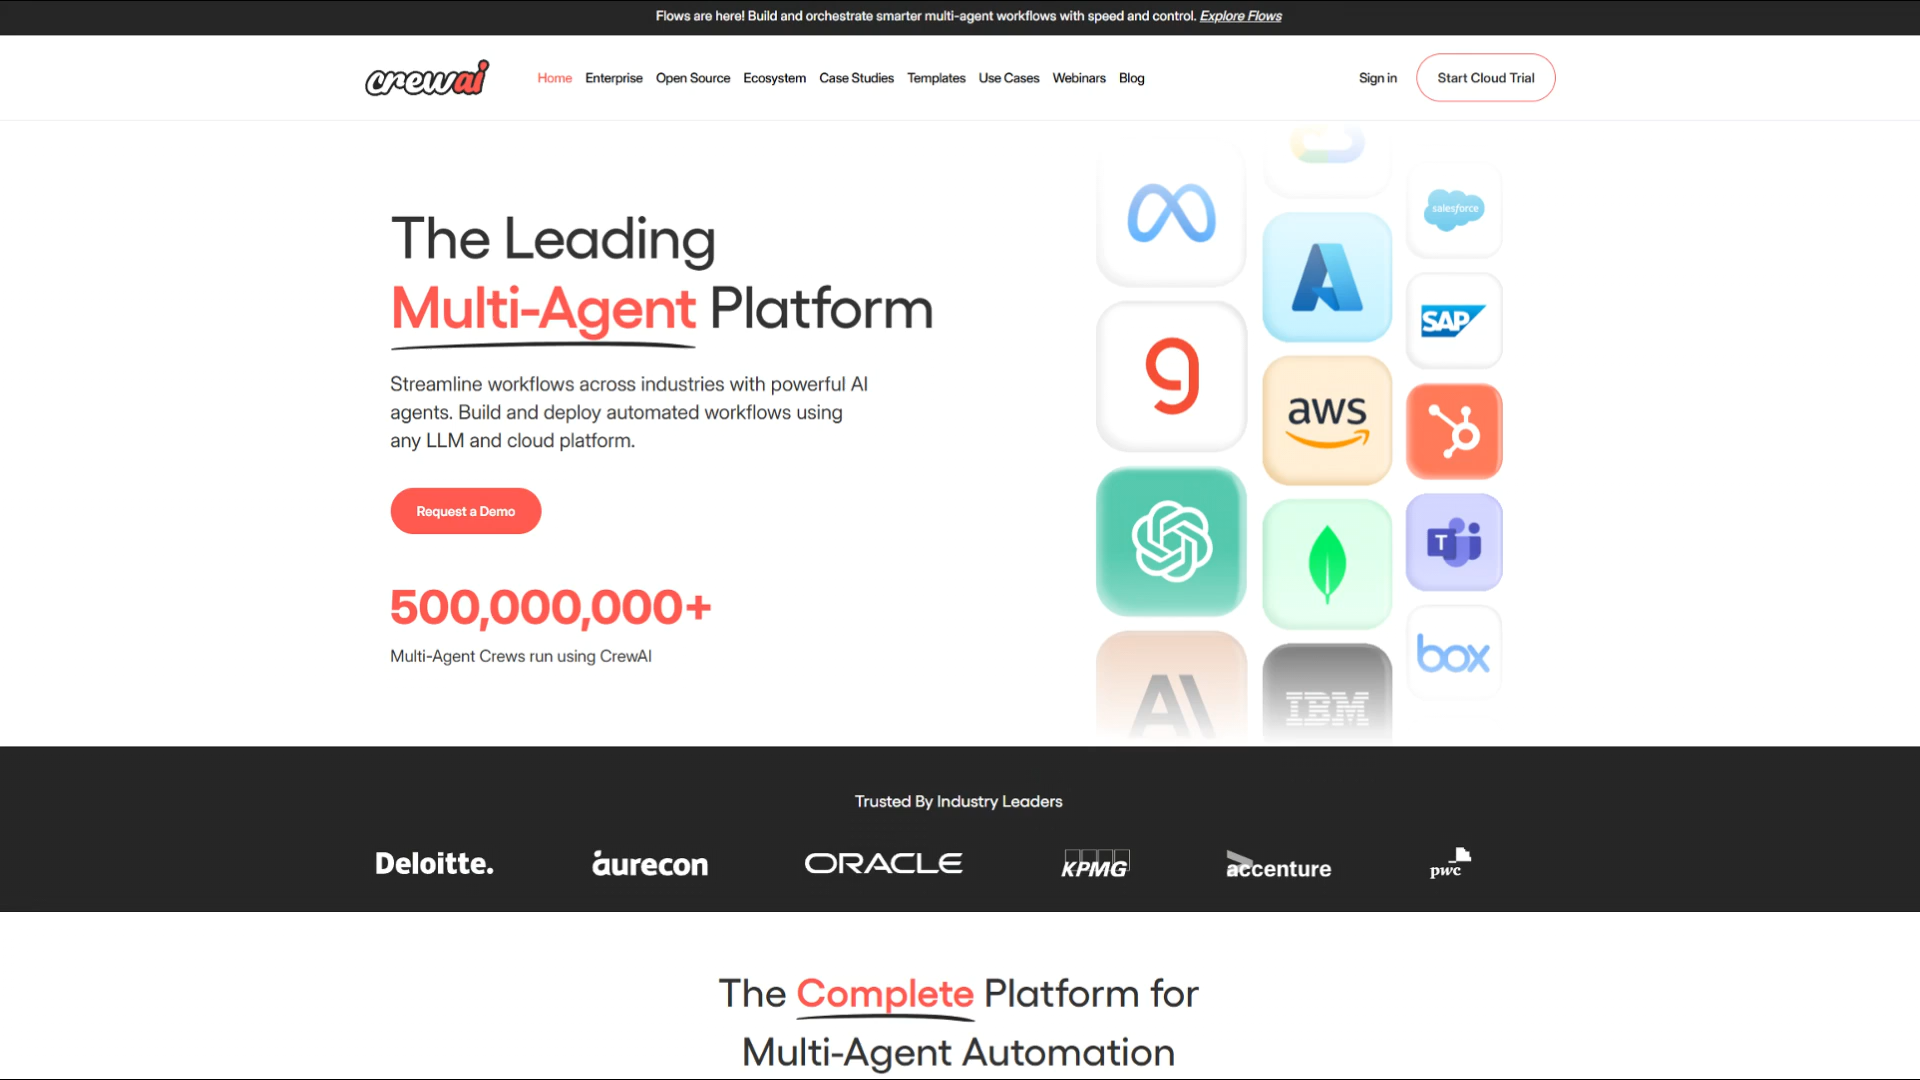 Flows are here! Build and orchestrate smarter multi-agent workflows with speed and control. Explore Flows
crewai
Home Enterprise Open Source Ecosystem Case Studies Templates Use Cases Webinars Blog
Sign in
Start Cloud Trial
The Leading
Multi-Agent Platform
Streamline workflows across industries with powerful AI
agents. Build and deploy automated workflows using
any LLM and cloud platform.
Request a Demo
500,000,000+
Multi-Agent Crews run using CrewAI
g
A\
aws
IBM
salesforce
SAP
T
box
Trusted By Industry Leaders
Deloitte. aurecon ORACLE KPMG accenture pwc
The Complete Platform for
Multi-Agent Automation